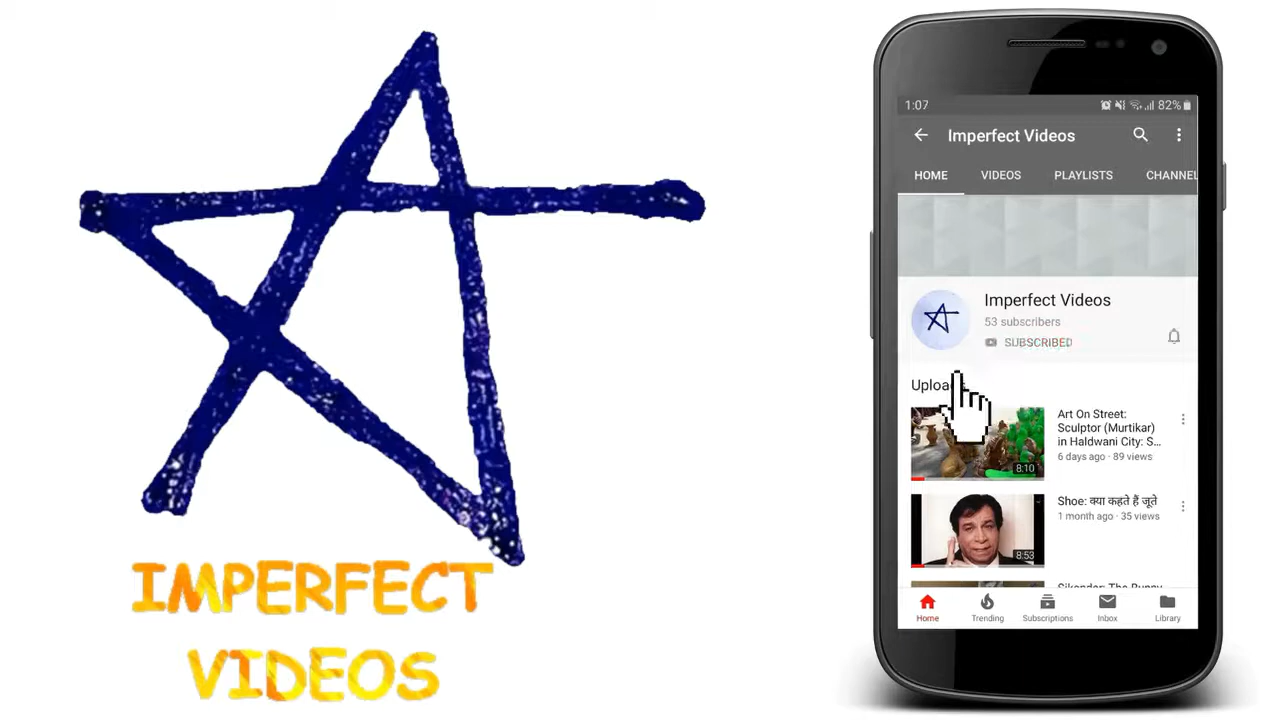 IMPERFECT
VIDEOS
1:07
82%
Imperfect Videos
HOME VIDEOS PLAYLISTS CHANNEL
Imperfect Videos
53 subscribers
SUBSCRIBED
Art On Street:
Sculptor (Murtikar)
in Haldwani City: S...
6 days ago · 89 views
8:10
Shoe: क्या कहते हैं जूते
1 month ago · 35 views
8:53
Home Trending Subscriptions Inbox Library